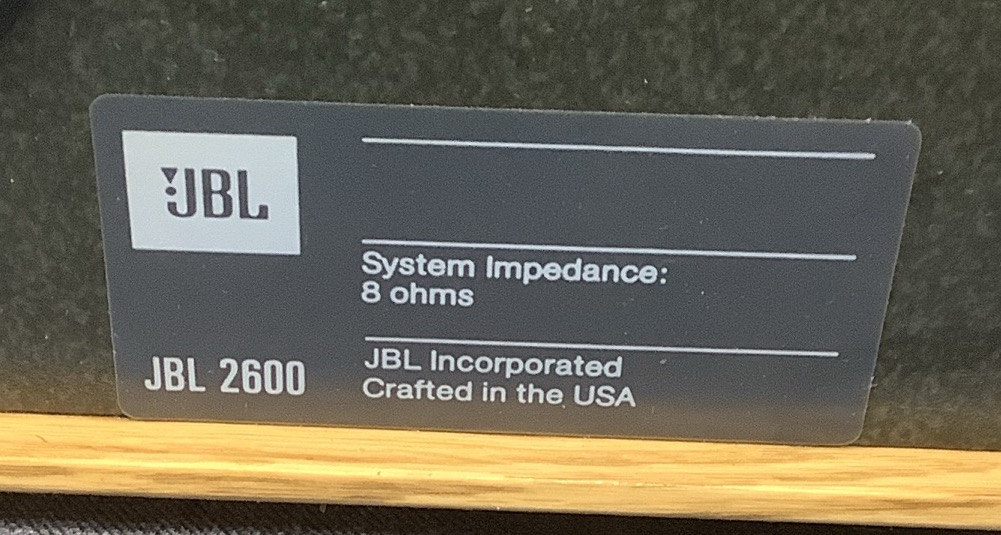 JBL
System Impedance:
8 ohms
JBL 2600
JBL Incorporated
Crafted in the USA